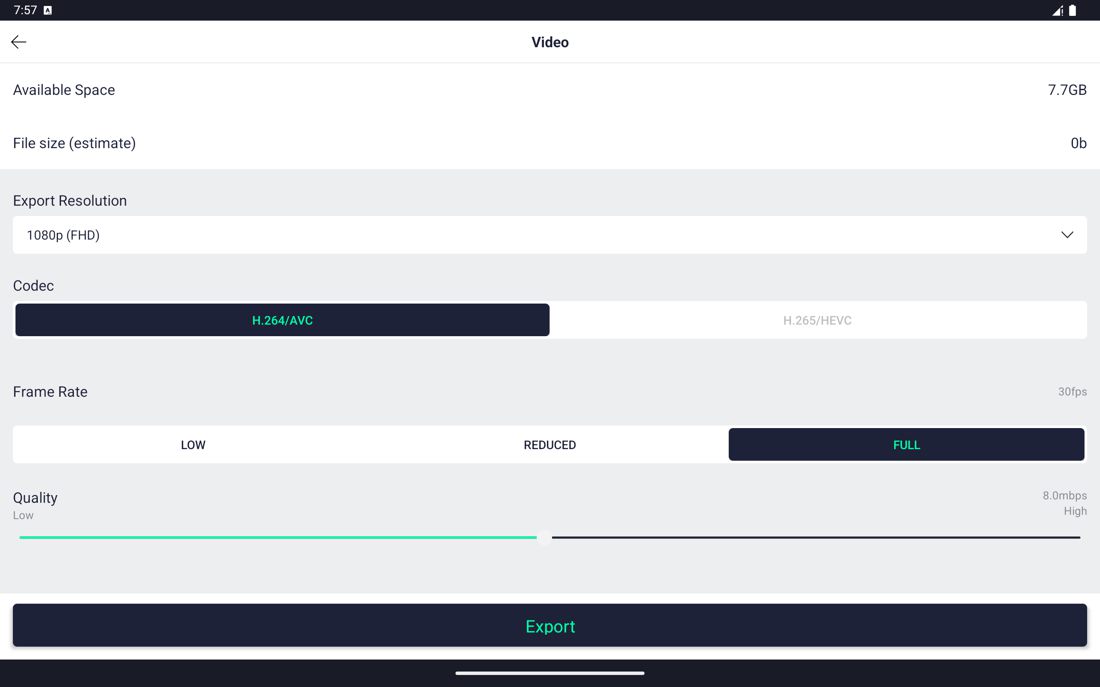 7:57 A
Video
Available Space 7.7GB
File size (estimate) 0b
Export Resolution
1080p (FHD)
Codec
H.264/AVC H.265/HEVC
Frame Rate 30fps
LOW REDUCED FULL
Quality 8.0mbps
Low High
Export